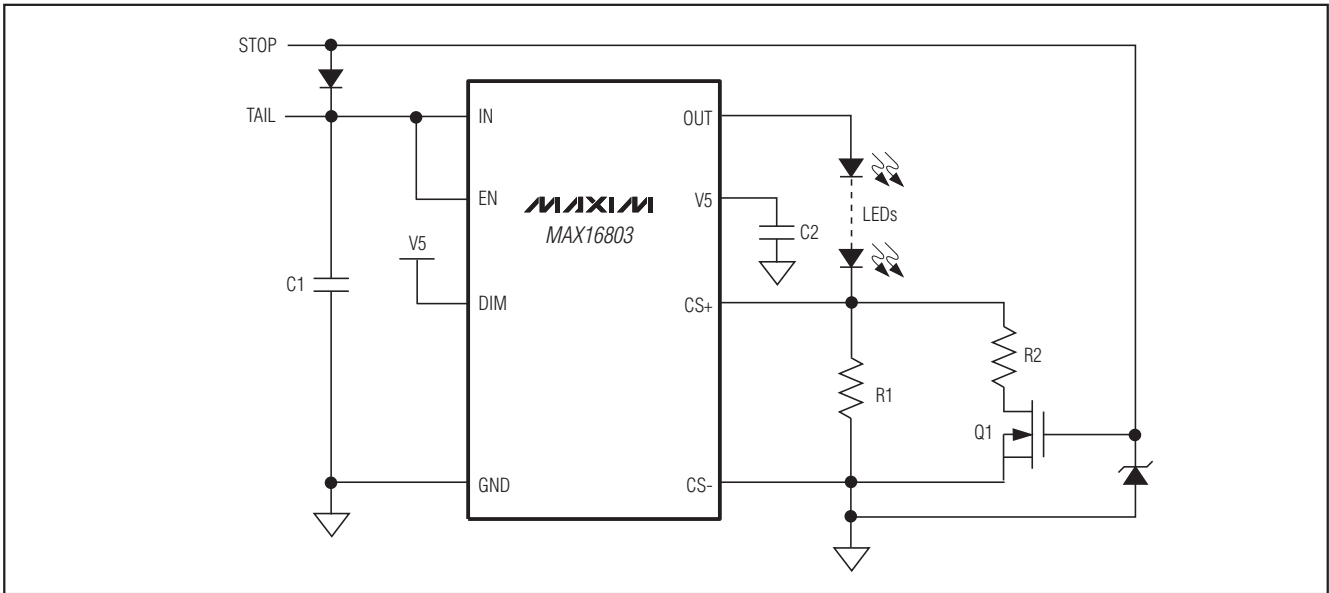 STOP
TAIL
IN
OUT
EN
V5
MAXIM
MAX16803
V5
C2
LEDs
C1
DIM
CS+
R2
R1
Q1
GND
CS-